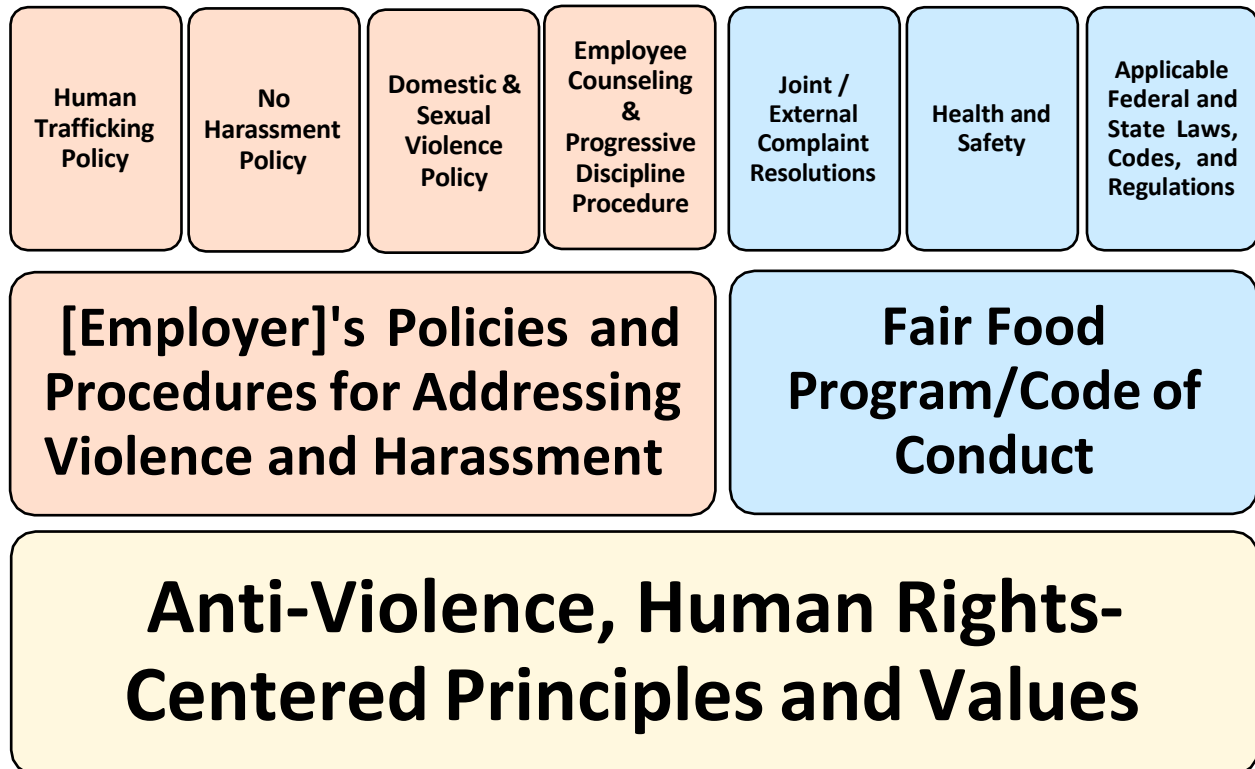 Human
Trafficking
Policy
No
Harassment
Policy
Domestic &
Sexual
Violence
Policy
Employee
Counseling
&
Progressive
Discipline
Procedure
Joint /
External
Complaint
Resolutions
Health and
Safety
Applicable
Federal and
State Laws,
Codes, and
Regulations
[Employer]'s Policies and
Procedures for Addressing
Violence and Harassment
Fair Food
Program/Code of
Conduct
Anti-Violence, Human Rights-
Centered Principles and Values